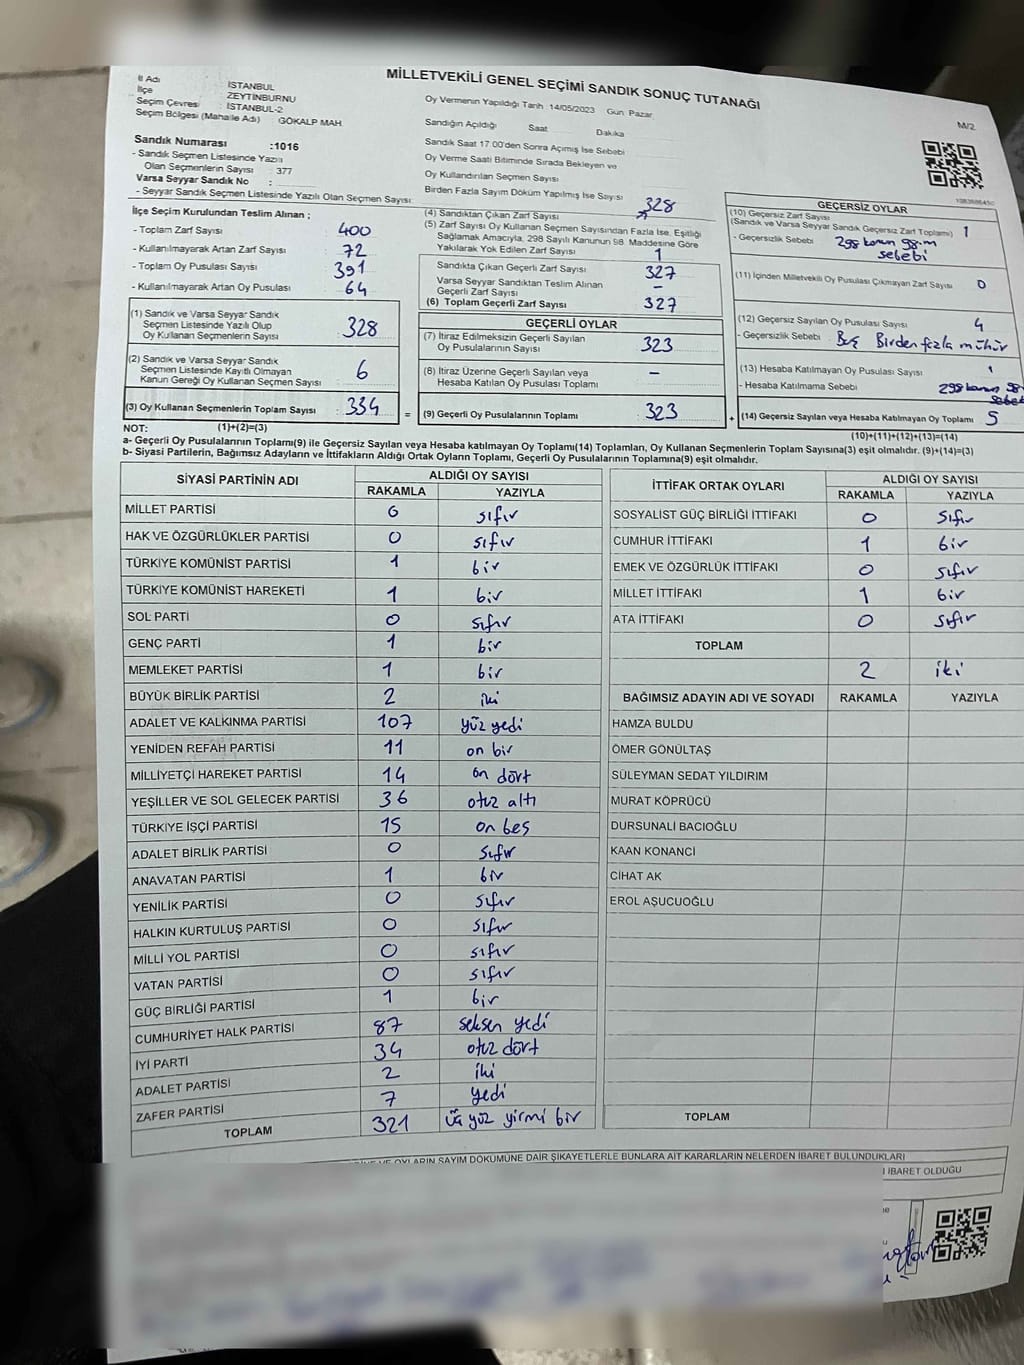 MİLLETVEKİLİ GENEL SEÇİMİ SANDIK SONUÇ TUTANAĞI
M/2
İl Adı : İSTANBUL
İlçe : ZEYTİNBURNU
Seçim Çevresi : İSTANBUL-2
Seçim Bölgesi (Mahalle Adı) : GÖKALP MAH.
Sandık Numarası :1016
- Sandık Seçmen Listesinde Yazılı
Olan Seçmenlerin Sayısı : 377
Varsa Seyyar Sandık No :
- Seyyar Sandık Seçmen Listesinde Yazılı Olan Seçmen Sayısı:
Oy Vermenin Yapıldığı Tarih :14/05/2023 Gün: Pazar
Sandığın Açıldığı Saat Dakika
Sandık Saat 17.00'den Sonra Açımış İse Sebebi
Oy Verme Saati Bitiminde Sırada Bekleyen ve
Oy Kullandırılan Seçmen Sayısı
Birden Fazla Sayım Döküm Yapılmış İse Sayısı
İlçe Seçim Kurulundan Teslim Alınan ;
- Toplam Zarf Sayısı : 400
- Kullanılmayarak Artan Zarf Sayısı : 72
- Toplam Oy Pusulası Sayısı : 391
- Kullanılmayarak Artan Oy Pusulası : 64
(1) Sandık ve Varsa Seyyar Sandık
Seçmen Listesinde Yazılı Olup
Oy Kullanan Seçmenlerin Sayısı : 328
(2) Sandık ve Varsa Seyyar Sandık
Seçmen Listesinde Kayıtlı Olmayan
Kanun Gereği Oy Kullanan Seçmen Sayısı : 6
(3) Oy Kullanan Seçmenlerin Toplam Sayısı : 334
(4) Sandıktan Çıkan Zarf Sayısı 328
(5) Zarf Sayısı Oy Kullanan Seçmen Sayısından Fazla İse, Eşitliği
Sağlamak Amacıyla, 298 Sayılı Kanunun 98. Maddesine Göre
Yakılarak Yok Edilen Zarf Sayısı 1
Sandıkta Çıkan Geçerli Zarf Sayısı 327
Varsa Seyyar Sandıktan Teslim Alınan
Geçerli Zarf Sayısı –
(6) Toplam Geçerli Zarf Sayısı 327
GEÇERLİ OYLAR
(7) İtiraz Edilmeksizin Geçerli Sayılan
Oy Pusulalarının Sayısı 323
(8) İtiraz Üzerine Geçerli Sayılan veya
Hesaba Katılan Oy Pusulası Toplamı –
= (9) Geçerli Oy Pusulalarının Toplamı 323
GEÇERSİZ OYLAR
(10) Geçersiz Zarf Sayısı
(Sandık ve Varsa Seyyar Sandık Geçersiz Zarf Toplamı) 1
- Geçersizlik Sebebi : 298 kanun 98.m
sebebi
(11) İçinden Milletvekili Oy Pusulası Çıkmayan Zarf Sayısı 0
(12) Geçersiz Sayılan Oy Pusulası Sayısı 4
- Geçersizlik Sebebi : Boş Birden fazla mühür
(13) Hesaba Katılmayan Oy Pusulası Sayısı 1
- Hesaba Katılmama Sebebi 298 kanun 98
sebeb
+ (14) Geçersiz Sayılan veya Hesaba Katılmayan Oy Toplamı 5
NOT: (1)+(2)=(3)
(10)+(11)+(12)+(13)=(14)
a- Geçerli Oy Pusulalarının Toplamı(9) ile Geçersiz Sayılan veya Hesaba katılmayan Oy Toplamı(14) Toplamları, Oy Kullanan Seçmenlerin Toplam Sayısına(3) eşit olmalıdır. (9)+(14)=(3)
b- Siyasi Partilerin, Bağımsız Adayların ve İttifakların Aldığı Ortak Oyların Toplamı, Geçerli Oy Pusulalarının Toplamına(9) eşit olmalıdır.
SİYASİ PARTİNİN ADI ALDIĞI OY SAYISI
RAKAMLA YAZIYLA
MİLLET PARTİSİ 0 sıfır
HAK VE ÖZGÜRLÜKLER PARTİSİ 0 sıfır
TÜRKİYE KOMÜNİST PARTİSİ 1 bir
TÜRKİYE KOMÜNİST HAREKETİ 1 bir
SOL PARTİ 0 sıfır
GENÇ PARTİ 1 bir
MEMLEKET PARTİSİ 1 bir
BÜYÜK BİRLİK PARTİSİ 2 iki
ADALET VE KALKINMA PARTİSİ 107 yüz yedi
YENİDEN REFAH PARTİSİ 11 on bir
MİLLİYETÇİ HAREKET PARTİSİ 14 on dört
YEŞİLLER VE SOL GELECEK PARTİSİ 36 otuz altı
TÜRKİYE İŞÇİ PARTİSİ 15 on beş
ADALET BİRLİK PARTİSİ 0 sıfır
ANAVATAN PARTİSİ 1 bir
YENİLİK PARTİSİ 0 sıfır
HALKIN KURTULUŞ PARTİSİ 0 sıfır
MİLLİ YOL PARTİSİ 0 sıfır
VATAN PARTİSİ 0 sıfır
GÜÇ BİRLİĞİ PARTİSİ 1 bir
CUMHURİYET HALK PARTİSİ 87 seksen yedi
İYİ PARTİ 34 otuz dört
ADALET PARTİSİ 2 iki
ZAFER PARTİSİ 7 yedi
TOPLAM 321 üç yüz yirmi bir
İTTİFAK ORTAK OYLARI ALDIĞI OY SAYISI
RAKAMLA YAZIYLA
SOSYALİST GÜÇ BİRLİĞİ İTTİFAKI 0 sıfır
CUMHUR İTTİFAKI 1 bir
EMEK VE ÖZGÜRLÜK İTTİFAKI 0 sıfır
MİLLET İTTİFAKI 1 bir
ATA İTTİFAKI 0 sıfır
TOPLAM 2 iki
BAĞIMSIZ ADAYIN ADI VE SOYADI RAKAMLA YAZIYLA
HAMZA BULDU
ÖMER GÖNÜLTAŞ
SÜLEYMAN SEDAT YILDIRIM
MURAT KÖPRÜCÜ
DURSUNALİ BACIOĞLU
KAAN KONANCİ
CİHAT AK
EROL AŞUCUOĞLU
TOPLAM
VE OYLARIN SAYIM DÖKÜMÜNE DAİR ŞİKAYETLERLE BUNLARA AİT KARARLARIN NELERDEN İBARET BULUNDUKLARI
İBARET OLDUĞU